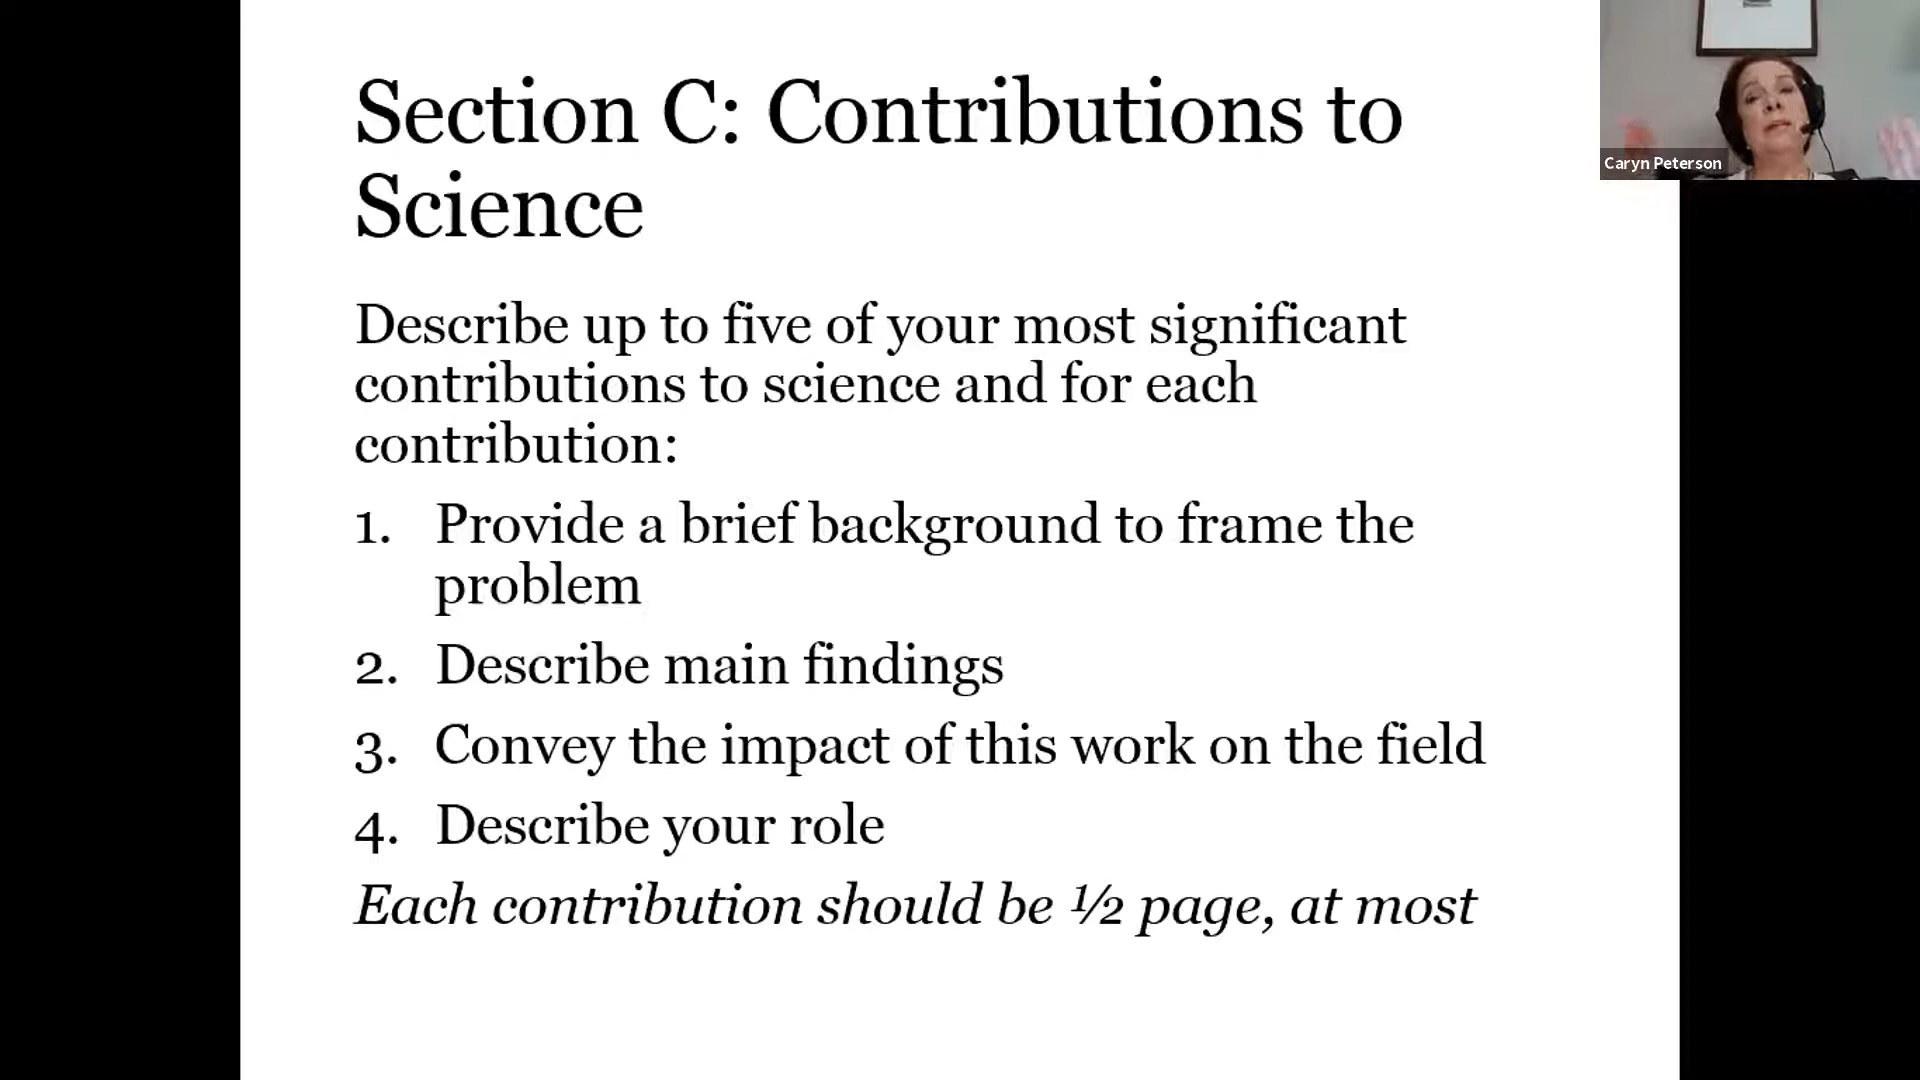 Section C: Contributions to
Science
Describe up to five of your most significant
contributions to science and for each
contribution:
1. Provide a brief background to frame the
problem
2. Describe main findings
3. Convey the impact of this work on the field
4. Describe your role
Each contribution should be ½ page, at most
Caryn Peterson